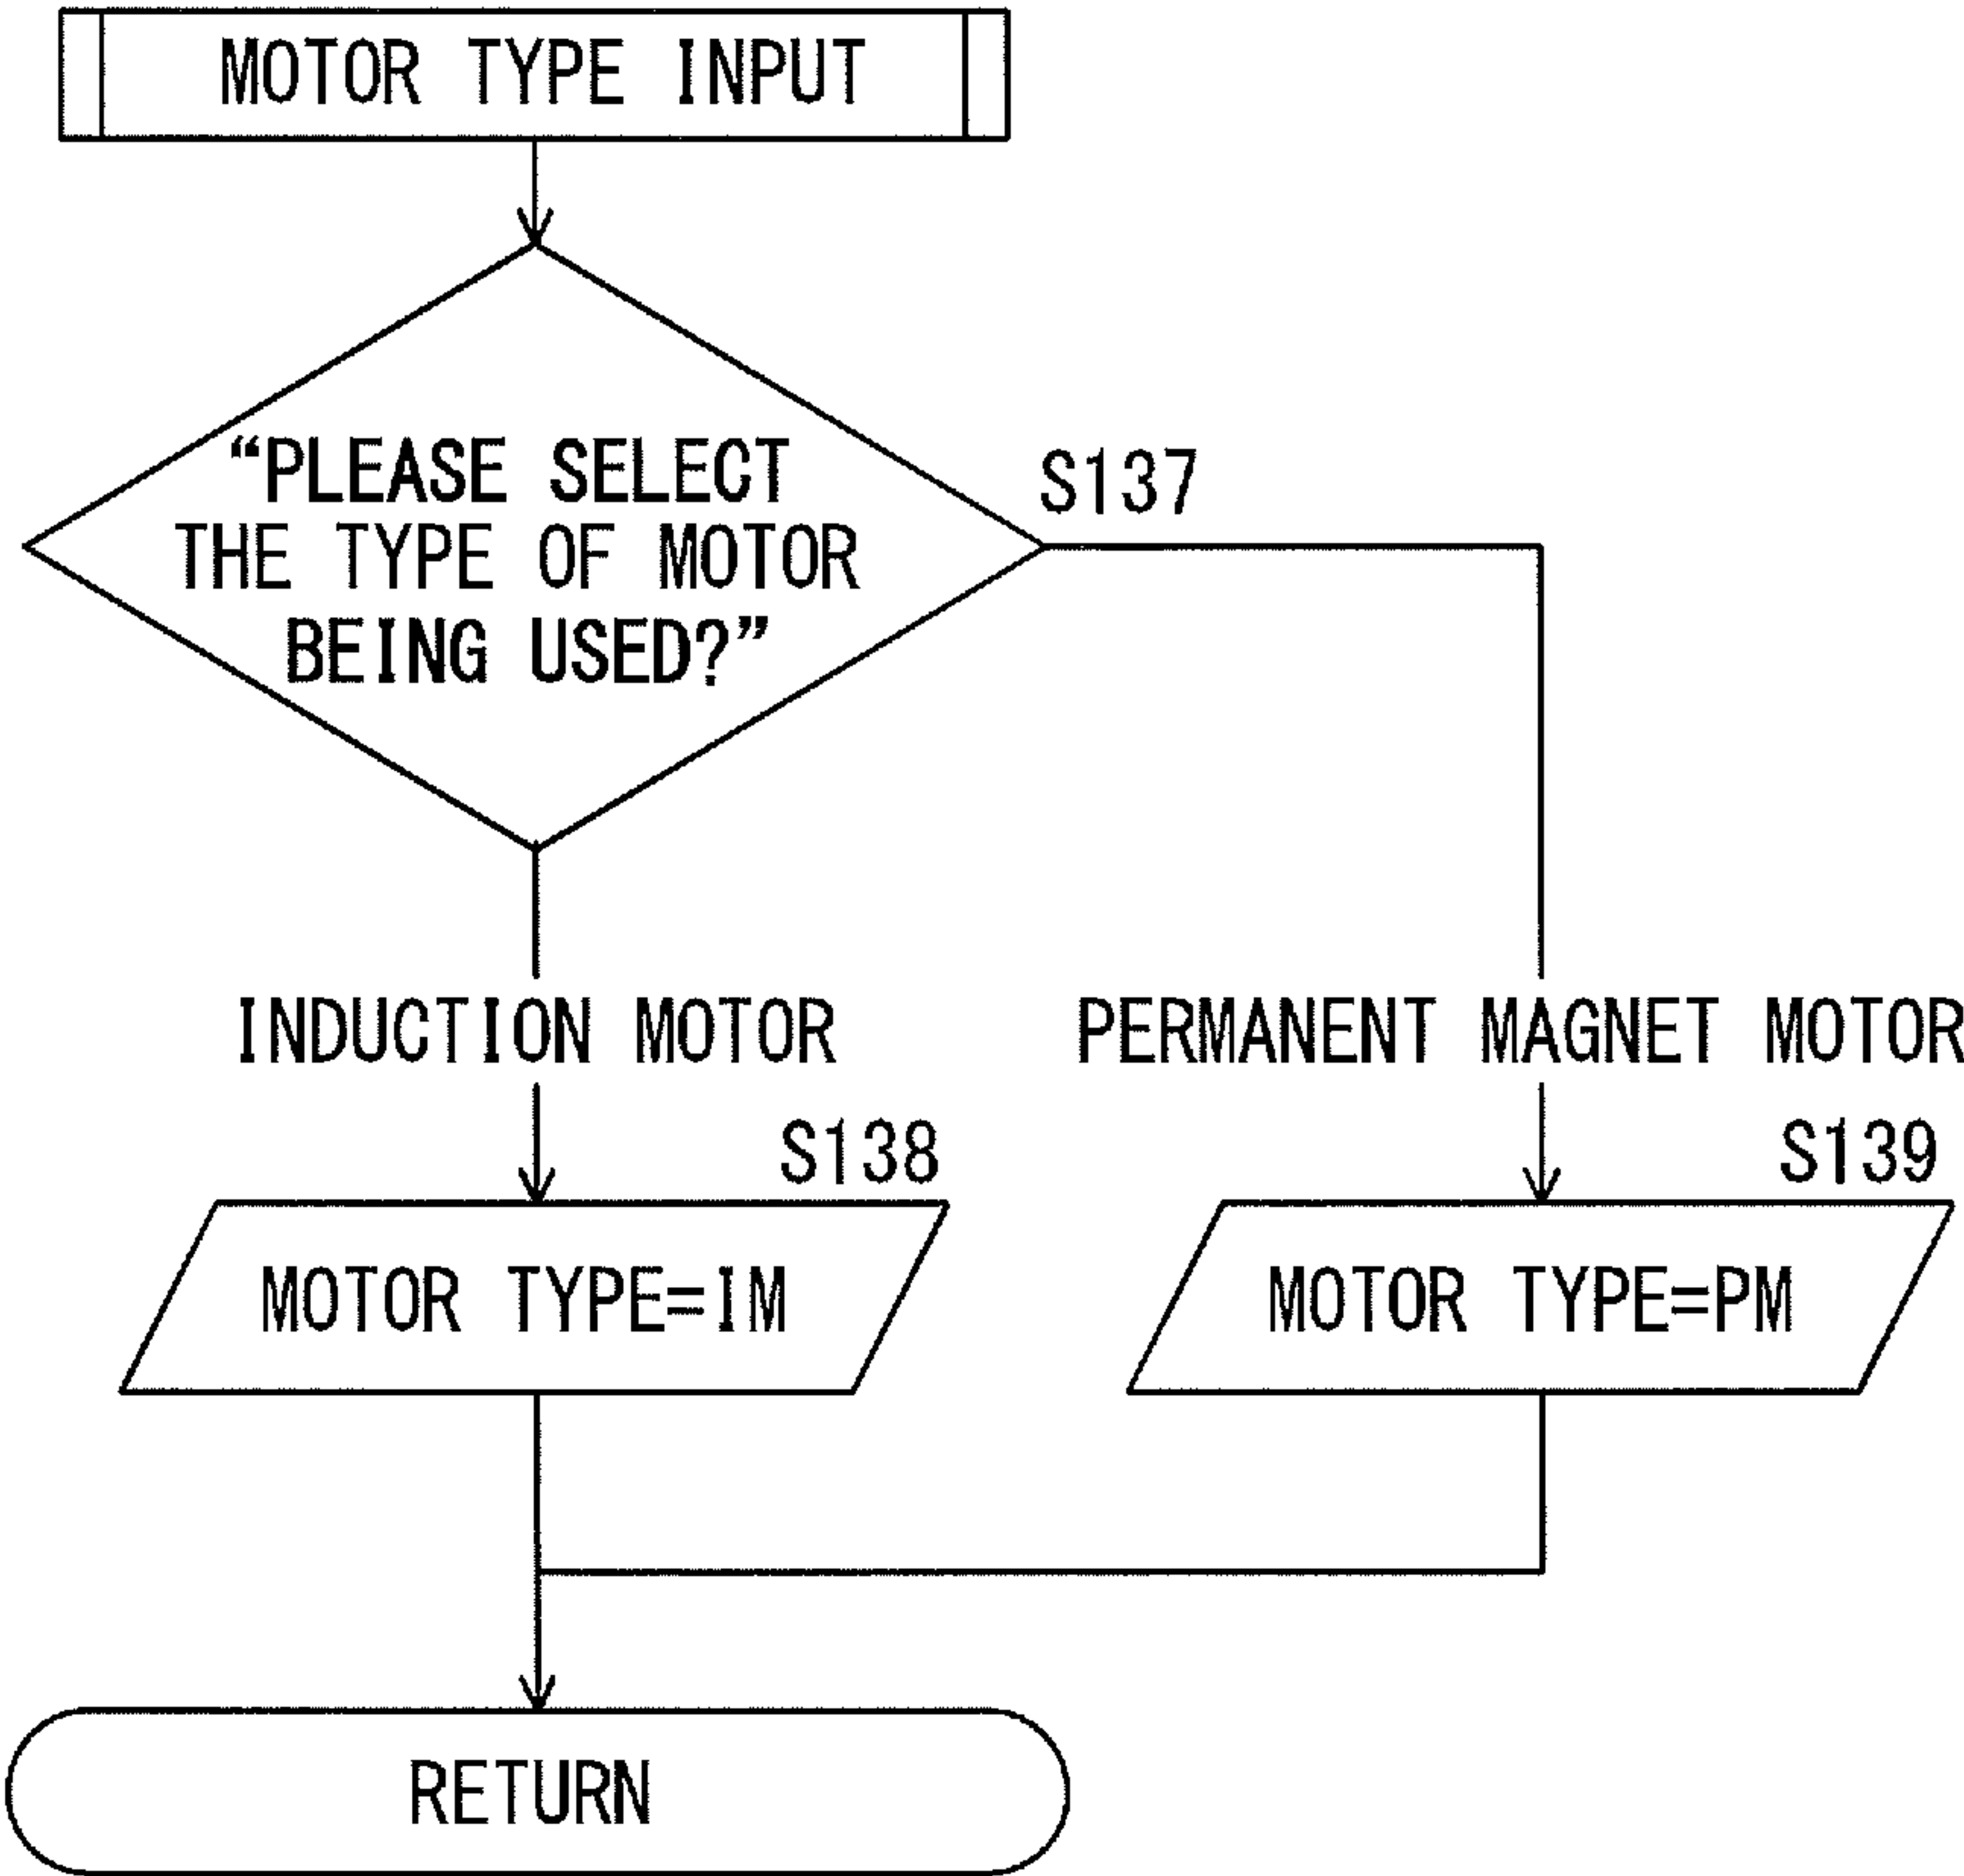 MOTOR TYPE INPUT
“PLEASE SELECT
THE TYPE OF MOTOR
BEING USED?”
S137
INDUCTION MOTOR
PERMANENT MAGNET MOTOR
S138
S139
MOTOR TYPE=IM
MOTOR TYPE=PM
RETURN